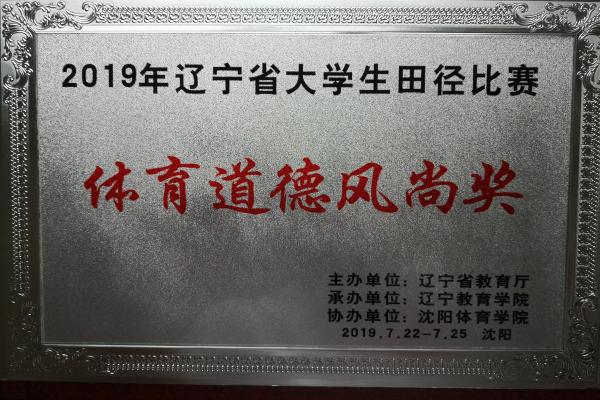 2019年辽宁省大学生田径比赛
体育道德风尚奖
主办单位：辽宁省教育厅
承办单位：辽宁教育学院
协办单位：沈阳体育学院
2019.7.22-7.25 沈阳